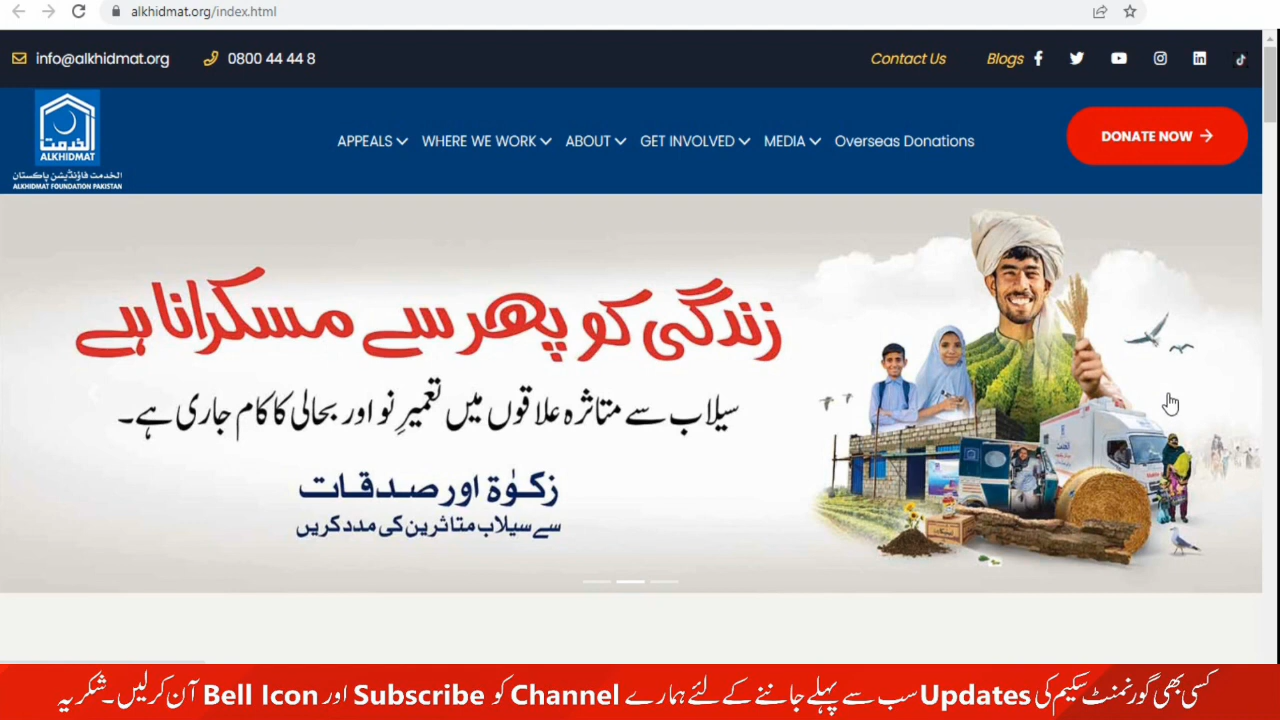 alkhidmat.org/index.html
info@alkhidmat.org 0800 44 44 8 Contact Us Blogs
الخدمت
ALKHIDMAT
الخدمت فاؤنڈیشن پاکستان
ALKHIDMAT FOUNDATION PAKISTAN
APPEALS WHERE WE WORK ABOUT GET INVOLVED MEDIA Overseas Donations
DONATE NOW
زندگی کو پھر سے مسکرانا ہے
سیلاب سے متاثرہ علاقوں میں تعمیرِ نو اور بحالی کا کام جاری ہے۔
زکوٰۃ اور صدقات
سے سیلاب متاثرین کی مدد کریں
کسی بھی گورنمنٹ سکیم کی Updates سب سے پہلے جاننے کے لئے ہمارے Channel کو Subscribe اور Bell Icon آن کرلیں۔ شکریہ